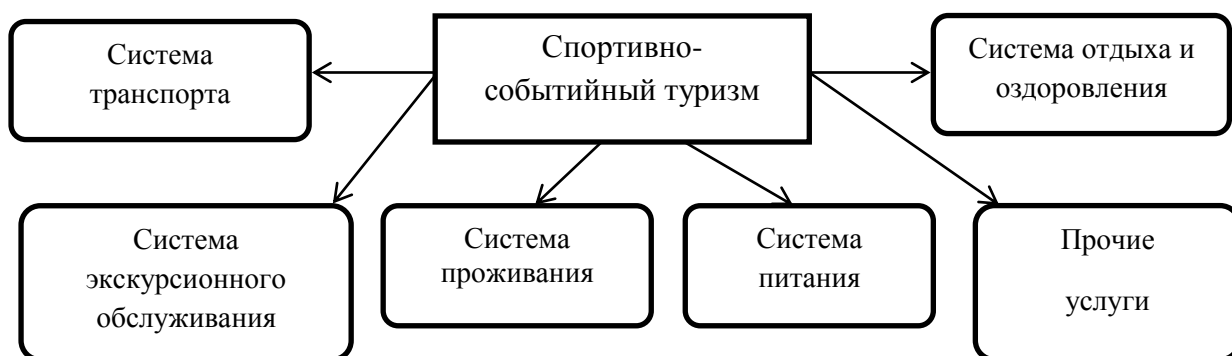 Система
транспорта
Спортивно-
событийный туризм
Система отдыха и
оздоровления
Система
экскурсионного
обслуживания
Система
проживания
Система
питания
Прочие
услуги